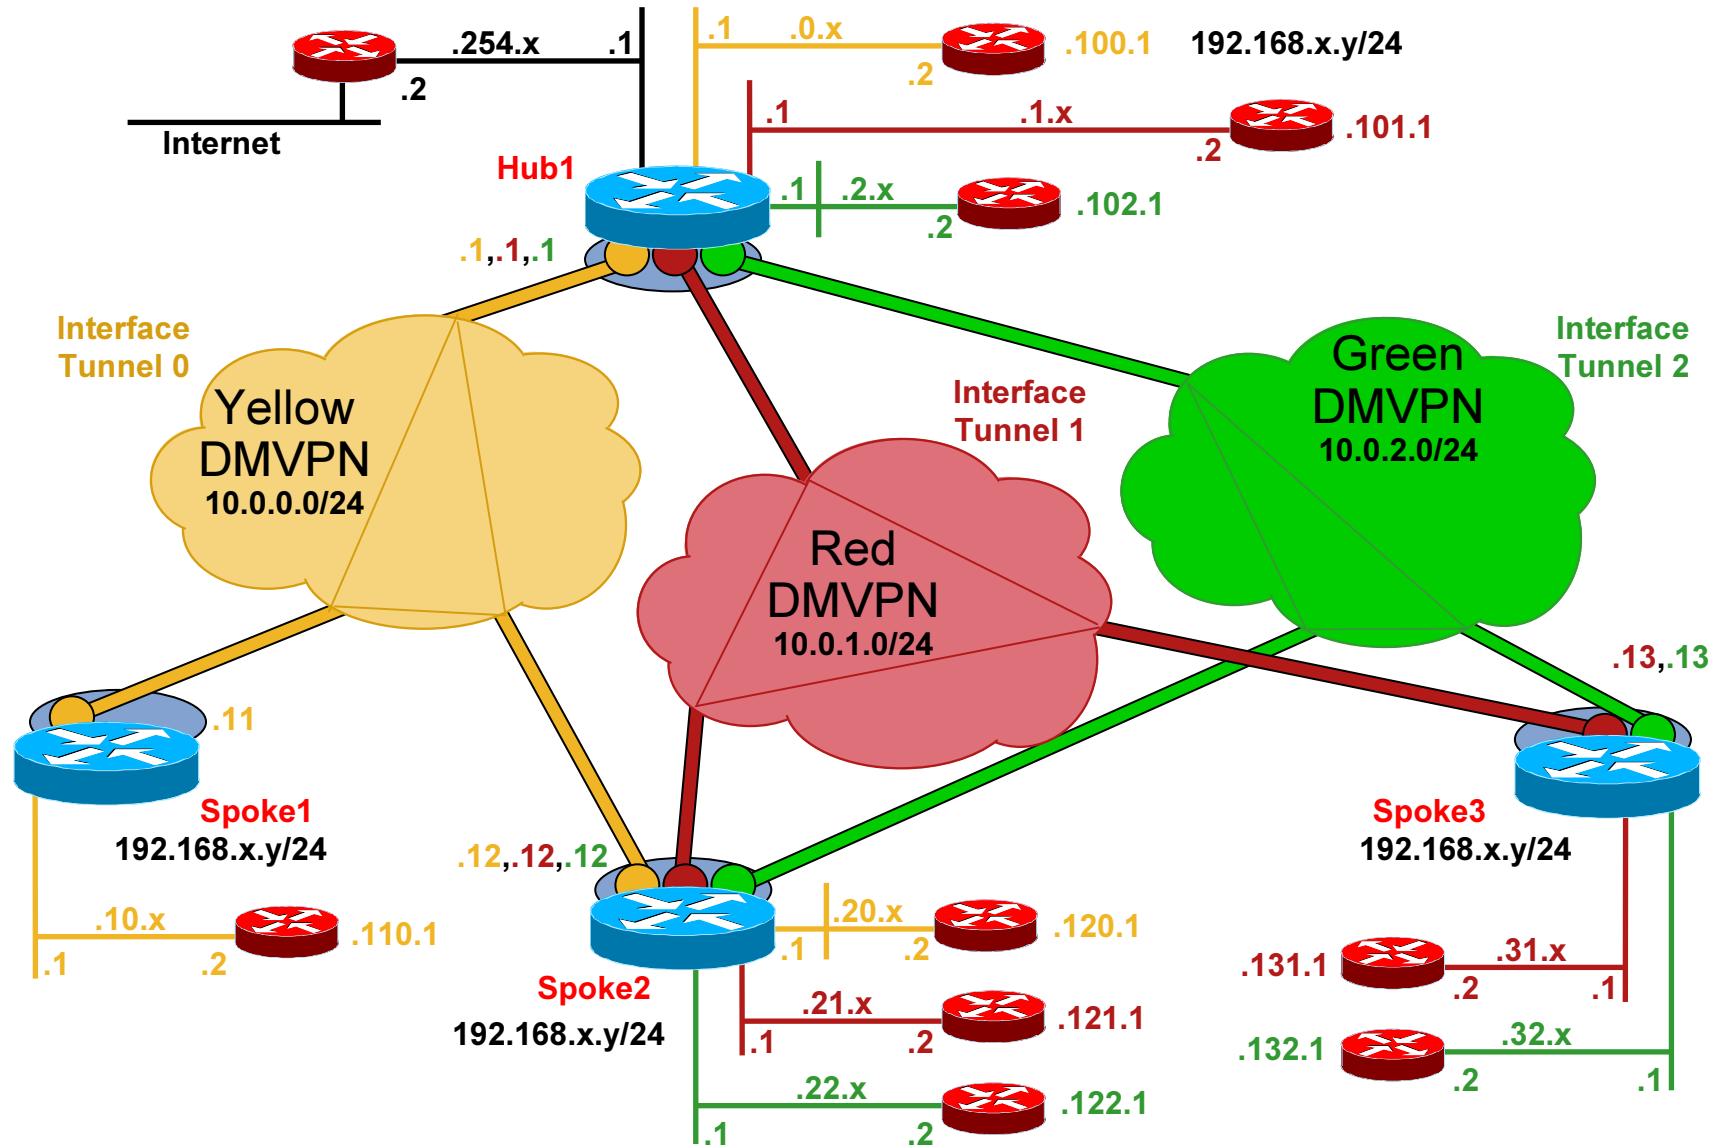 .254.x
.1
.2
Internet
.1
.0.x
.2
.100.1
192.168.x.y/24
.1
.1.x
.2
.101.1
Hub1
.1
.2.x
.2
.102.1
.1,.1,.1
Interface
Tunnel 0
Yellow
DMVPN
10.0.0.0/24
Interface
Tunnel 1
Red
DMVPN
10.0.1.0/24
Green
DMVPN
10.0.2.0/24
Interface
Tunnel 2
.11
Spoke1
192.168.x.y/24
.10.x
.1
.2
.110.1
.12,.12,.12
Spoke2
192.168.x.y/24
.20.x
.1
.2
.120.1
.21.x
.1
.2
.121.1
.22.x
.1
.2
.122.1
.13,.13
Spoke3
192.168.x.y/24
.131.1
.31.x
.2
.1
.132.1
.32.x
.2
.1